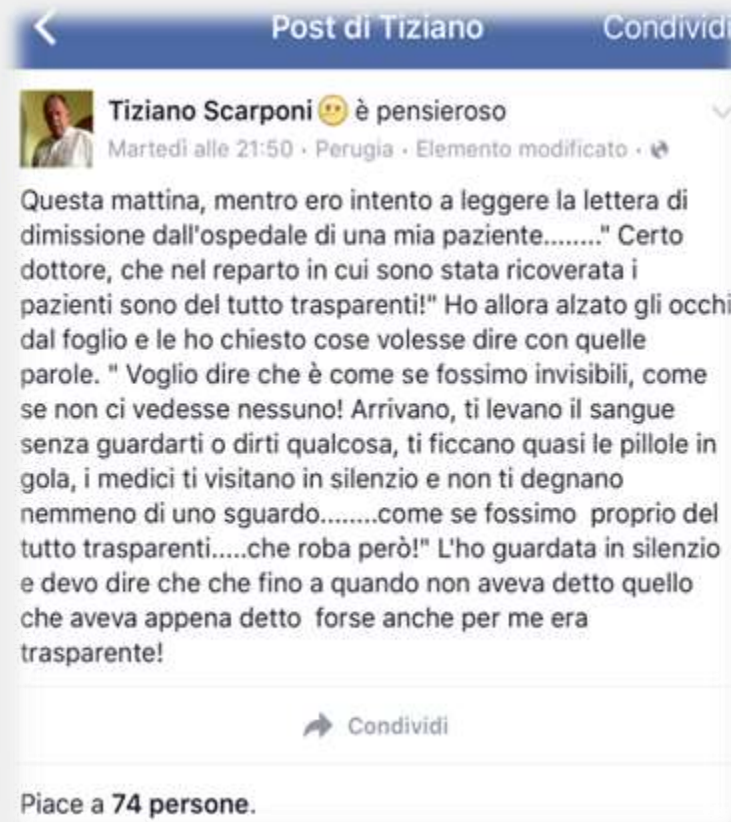 Post di Tiziano Condividi
Tiziano Scarponi è pensieroso
Martedì alle 21:50 · Perugia · Elemento modificato ·
Questa mattina, mentro ero intento a leggere la lettera di
dimissione dall'ospedale di una mia paziente........" Certo
dottore, che nel reparto in cui sono stata ricoverata i
pazienti sono del tutto trasparenti!" Ho allora alzato gli occhi
dal foglio e le ho chiesto cose volesse dire con quelle
parole. " Voglio dire che è come se fossimo invisibili, come
se non ci vedesse nessuno! Arrivano, ti levano il sangue
senza guardarti o dirti qualcosa, ti ficcano quasi le pillole in
gola, i medici ti visitano in silenzio e non ti degnano
nemmeno di uno sguardo........come se fossimo  proprio del
tutto trasparenti.....che roba però!" L'ho guardata in silenzio
e devo dire che che fino a quando non aveva detto quello
che aveva appena detto  forse anche per me era
trasparente!
Condividi
Piace a 74 persone.